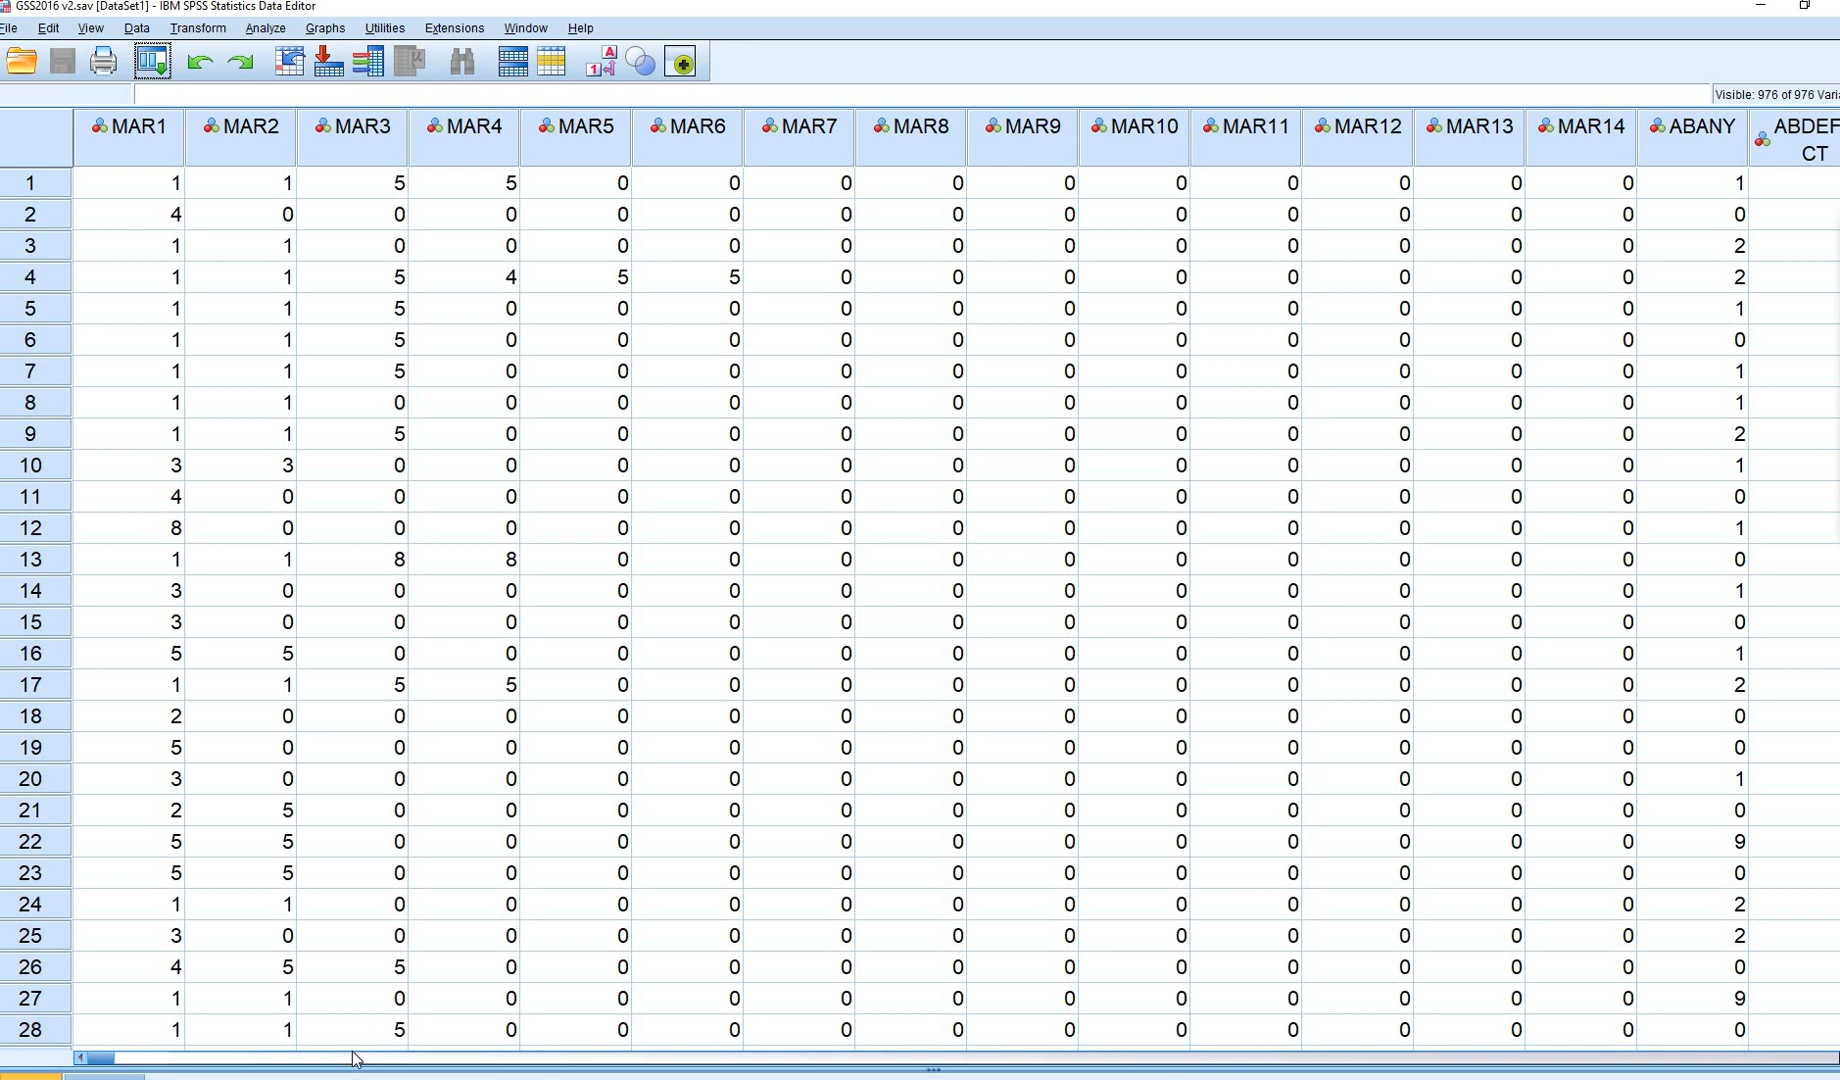 GSS2016 v2.sav [DataSet1] - IBM SPSS Statistics Data Editor
File Edit View Data Transform Analyze Graphs Utilities Extensions Window Help
Visible: 976 of 976 Varia
MAR1 MAR2 MAR3 MAR4 MAR5 MAR6 MAR7 MAR8 MAR9 MAR10 MAR11 MAR12 MAR13 MAR14 ABANY ABDEF
CT
1 1 1 5 5 0 0 0 0 0 0 0 0 0 0 1
2 4 0 0 0 0 0 0 0 0 0 0 0 0 0 0
3 1 1 0 0 0 0 0 0 0 0 0 0 0 0 2
4 1 1 5 4 5 5 0 0 0 0 0 0 0 0 2
5 1 1 5 0 0 0 0 0 0 0 0 0 0 0 1
6 1 1 5 0 0 0 0 0 0 0 0 0 0 0 0
7 1 1 5 0 0 0 0 0 0 0 0 0 0 0 1
8 1 1 0 0 0 0 0 0 0 0 0 0 0 0 1
9 1 1 5 0 0 0 0 0 0 0 0 0 0 0 2
10 3 3 0 0 0 0 0 0 0 0 0 0 0 0 1
11 4 0 0 0 0 0 0 0 0 0 0 0 0 0 0
12 8 0 0 0 0 0 0 0 0 0 0 0 0 0 1
13 1 1 8 8 0 0 0 0 0 0 0 0 0 0 0
14 3 0 0 0 0 0 0 0 0 0 0 0 0 0 1
15 3 0 0 0 0 0 0 0 0 0 0 0 0 0 0
16 5 5 0 0 0 0 0 0 0 0 0 0 0 0 1
17 1 1 5 5 0 0 0 0 0 0 0 0 0 0 2
18 2 0 0 0 0 0 0 0 0 0 0 0 0 0 0
19 5 0 0 0 0 0 0 0 0 0 0 0 0 0 0
20 3 0 0 0 0 0 0 0 0 0 0 0 0 0 1
21 2 5 0 0 0 0 0 0 0 0 0 0 0 0 0
22 5 5 0 0 0 0 0 0 0 0 0 0 0 0 9
23 5 5 0 0 0 0 0 0 0 0 0 0 0 0 0
24 1 1 0 0 0 0 0 0 0 0 0 0 0 0 2
25 3 0 0 0 0 0 0 0 0 0 0 0 0 0 2
26 4 5 5 0 0 0 0 0 0 0 0 0 0 0 0
27 1 1 0 0 0 0 0 0 0 0 0 0 0 0 9
28 1 1 5 0 0 0 0 0 0 0 0 0 0 0 0